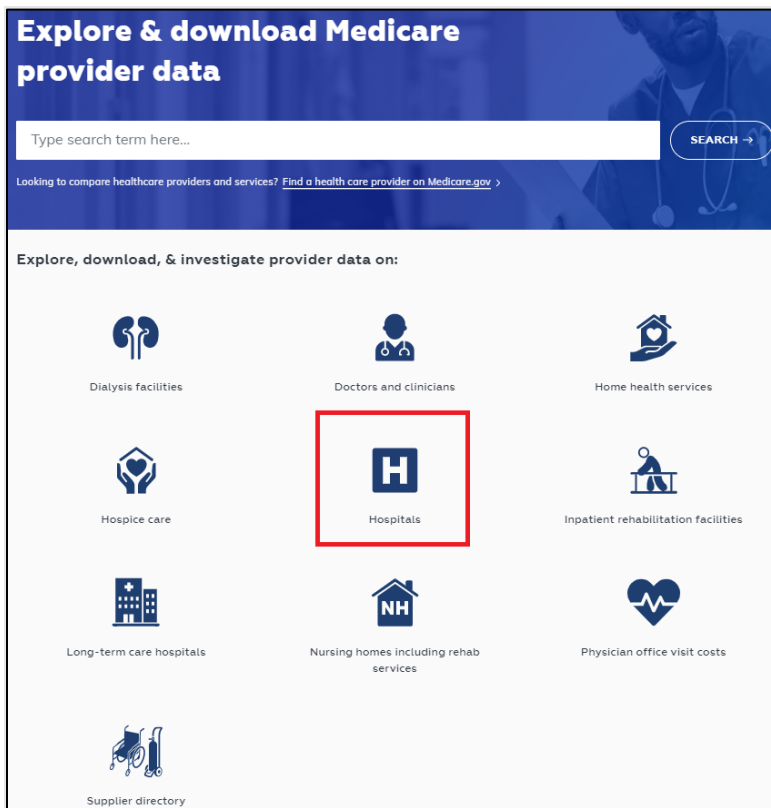 Explore & download Medicare
provider data
Type search term here...
SEARCH →
Looking to compare healthcare providers and services? Find a health care provider on Medicare.gov >
Explore, download, & investigate provider data on:
Dialysis facilities
Doctors and clinicians
Home health services
Hospice care
H
Hospitals
Inpatient rehabilitation facilities
Long-term care hospitals
NH
Nursing homes including rehab
services
Physician office visit costs
Supplier directory